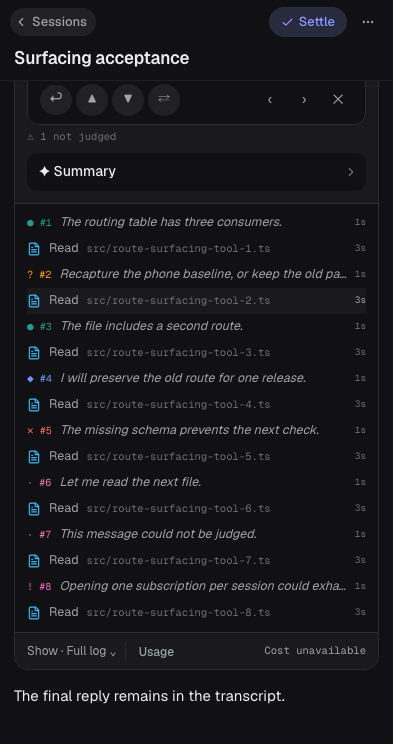 Sessions
Settle
Surfacing acceptance
⚠ 1 not judged
Summary
#1 The routing table has three consumers. 1s
Read src/route-surfacing-tool-1.ts 3s
? #2 Recapture the phone baseline, or keep the old pa… 1s
Read src/route-surfacing-tool-2.ts 3s
#3 The file includes a second route. 1s
Read src/route-surfacing-tool-3.ts 3s
#4 I will preserve the old route for one release. 1s
Read src/route-surfacing-tool-4.ts 3s
× #5 The missing schema prevents the next check. 1s
Read src/route-surfacing-tool-5.ts 3s
· #6 Let me read the next file. 1s
Read src/route-surfacing-tool-6.ts 3s
· #7 This message could not be judged. 1s
Read src/route-surfacing-tool-7.ts 3s
! #8 Opening one subscription per session could exha… 1s
Read src/route-surfacing-tool-8.ts 3s
Show · Full log Usage Cost unavailable
The final reply remains in the transcript.